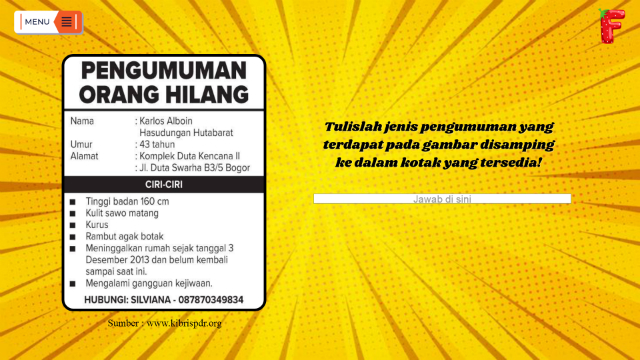 MENU
F
PENGUMUMAN
ORANG HILANG
Nama : Karlos Alboin
Hasudungan Hutabarat
Umur : 43 tahun
Alamat : Komplek Duta Kencana II
: Jl. Duta Swarha B3/5 Bogor
CIRI-CIRI
Tinggi badan 160 cm
Kulit sawo matang
Kurus
Rambut agak botak
Meninggalkan rumah sejak tanggal 3
Desember 2013 dan belum kembali
sampai saat ini.
Mengalami gangguan kejiwaan.
HUBUNGI: SILVIANA - 087870349834
Sumber : www.kibrispdr.org
Tulislah jenis pengumuman yang
terdapat pada gambar disamping
ke dalam kotak yang tersedia!
Jawab di sini